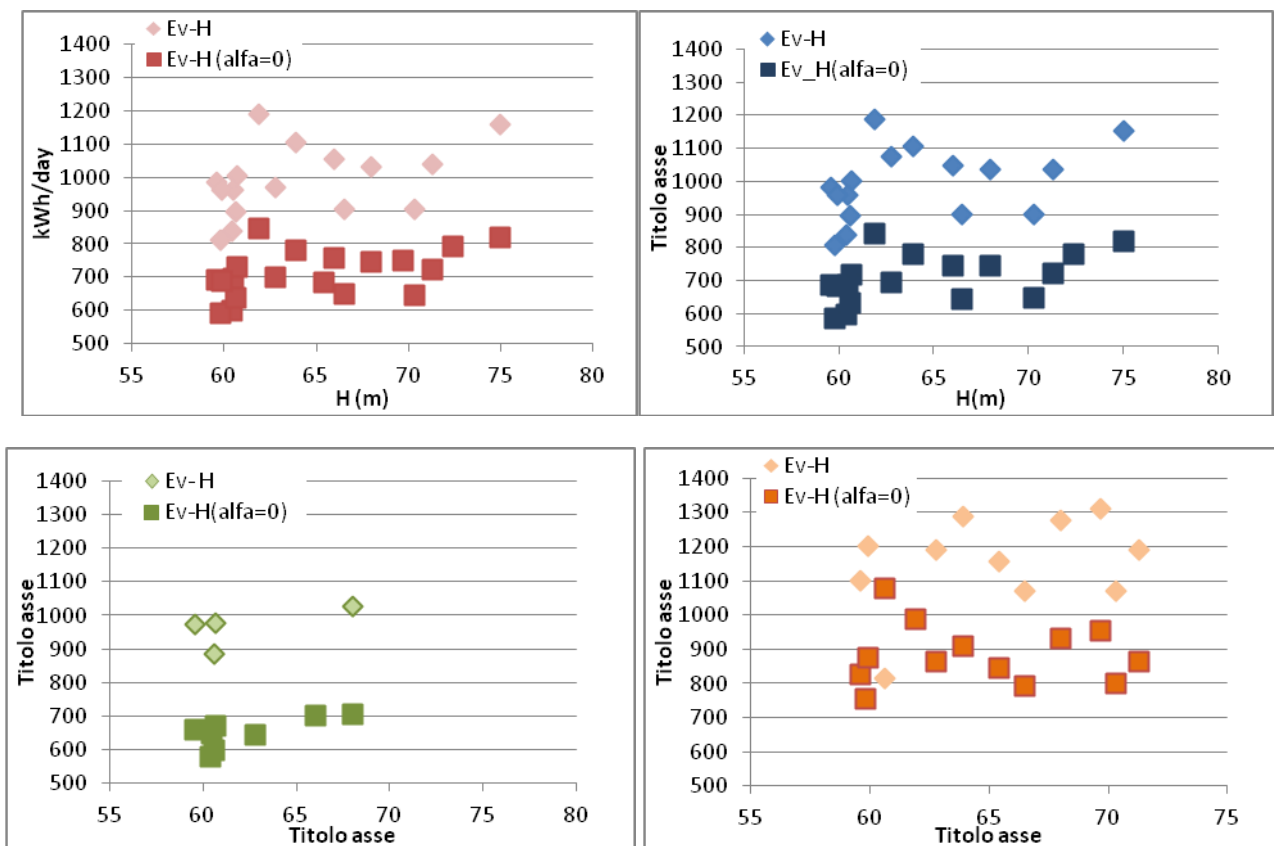 Ev-H
Ev-H (alfa=0)
1400
1300
1200
1100
1000
900
800
700
600
500
kWh/day
55 60 65 70 75 80
H (m)
Ev-H
Ev_H(alfa=0)
1400
1300
1200
1100
1000
900
800
700
600
500
Titolo asse
55 60 65 70 75 80
H(m)
Ev-H
Ev-H(alfa=0)
1400
1300
1200
1100
1000
900
800
700
600
500
Titolo asse
55 60 65 70 75 80
Titolo asse
Ev-H
Ev-H (alfa=0)
1400
1300
1200
1100
1000
900
800
700
600
500
Titolo asse
55 60 65 70 75
Titolo asse